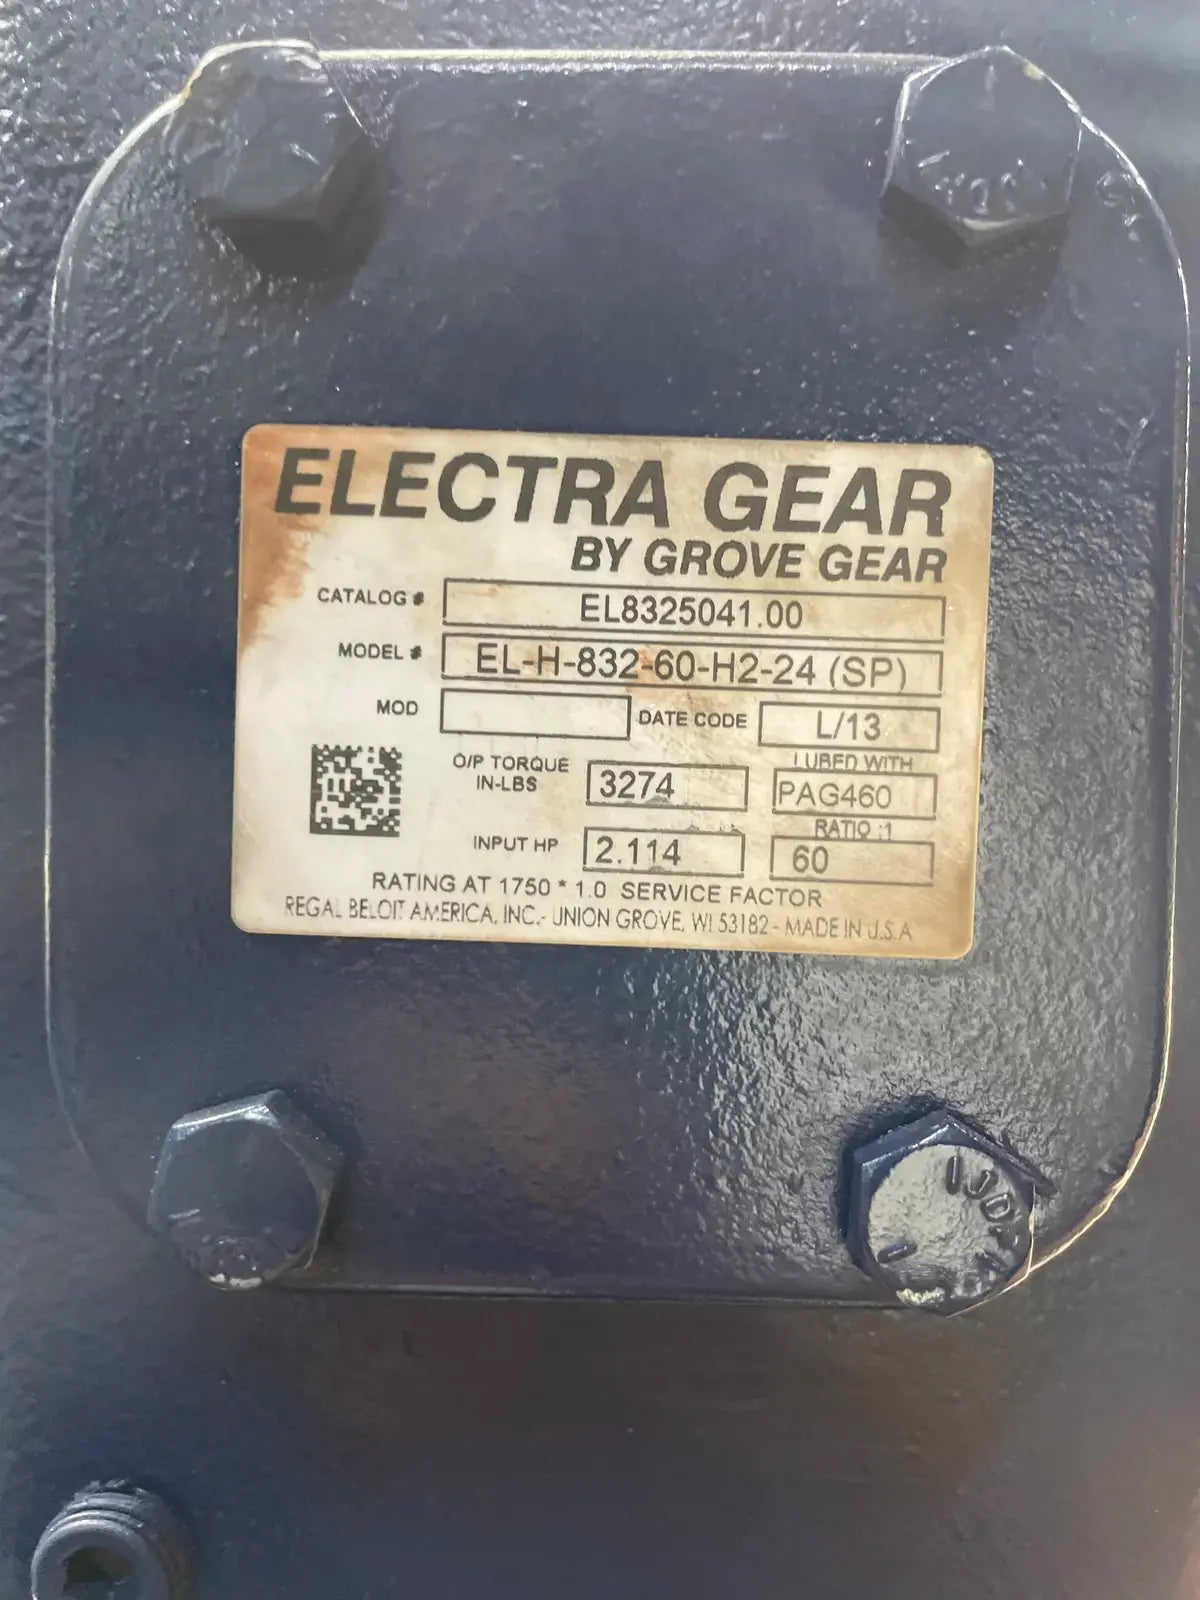 ELECTRA GEAR
BY GROVE GEAR
CATALOG # EL8325041.00
MODEL # EL-H-832-60-H2-24 (SP)
MOD DATE CODE L/13
O/P TORQUE IN-LBS 3274 LUBED WITH PAG460
INPUT HP 2.114 RATIO :1 60
RATING AT 1750 * 1.0 SERVICE FACTOR
REGAL BELOIT AMERICA, INC.- UNION GROVE, WI 53182 - MADE IN U.S.A